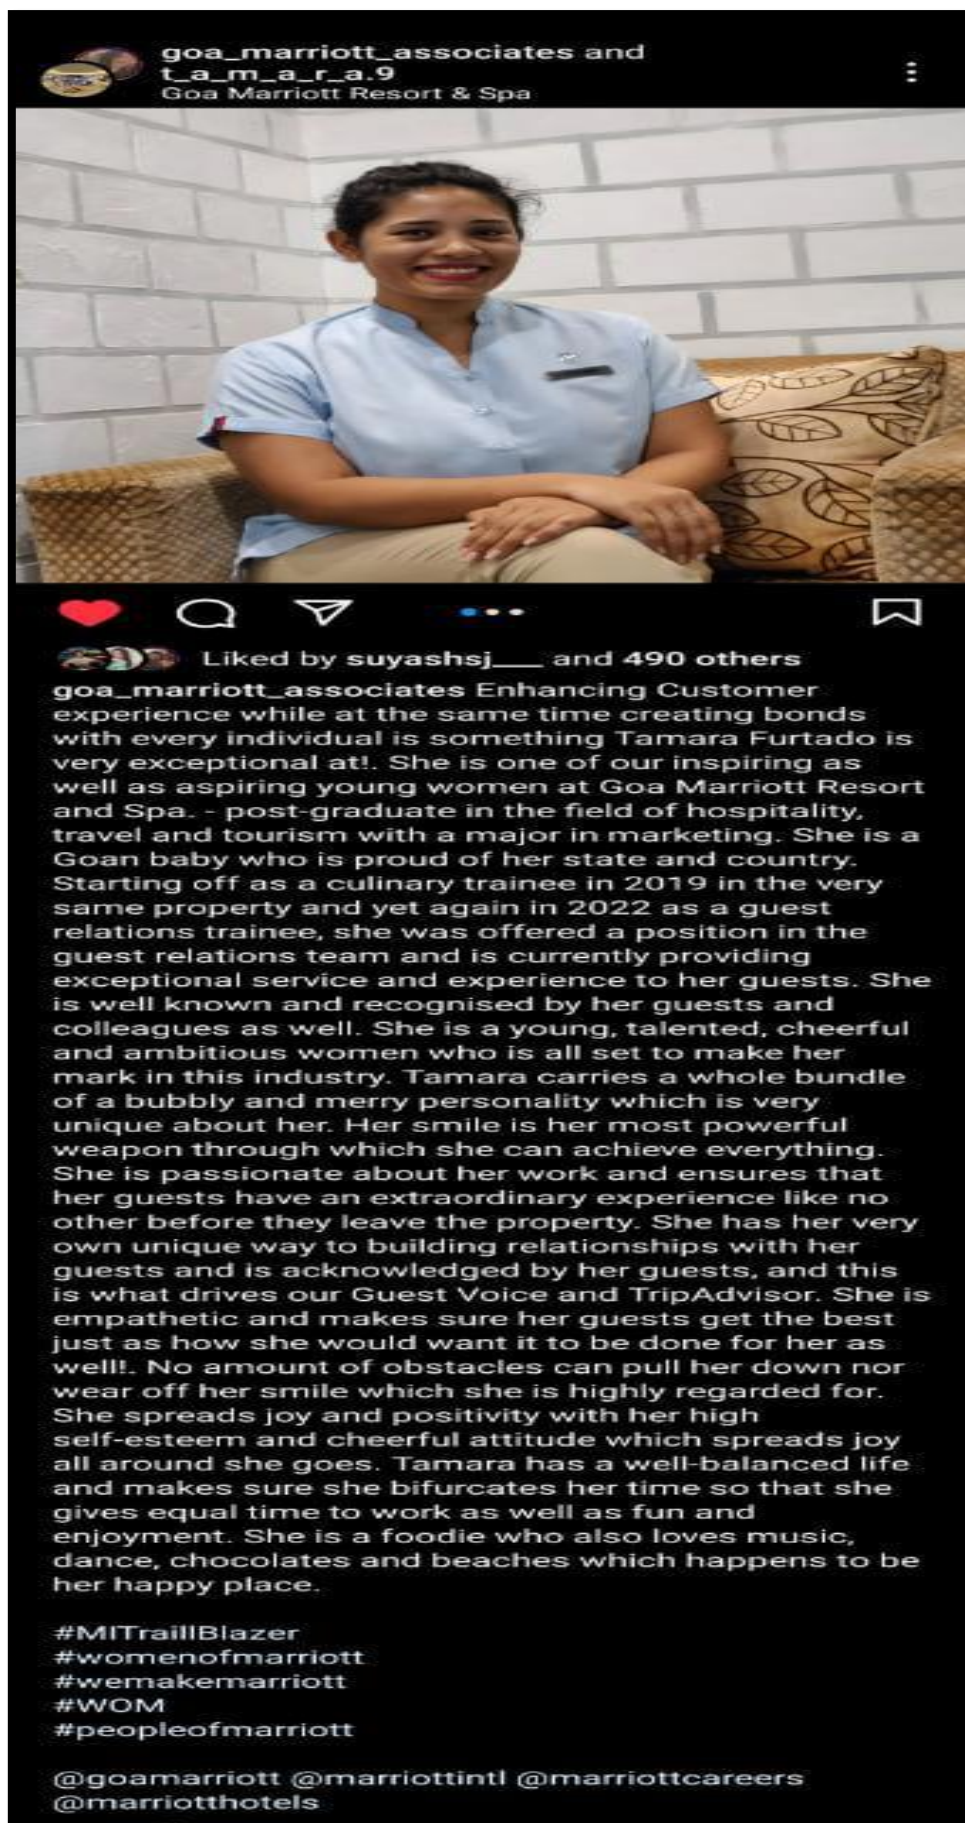 goa_marriott_associates and
t_a_m_a_r_a.9
Goa Marriott Resort & Spa
Liked by suyashsj___ and 490 others
goa_marriott_associates Enhancing Customer
experience while at the same time creating bonds
with every individual is something Tamara Furtado is
very exceptional at!. She is one of our inspiring as
well as aspiring young women at Goa Marriott Resort
and Spa. - post-graduate in the field of hospitality,
travel and tourism with a major in marketing. She is a
Goan baby who is proud of her state and country.
Starting off as a culinary trainee in 2019 in the very
same property and yet again in 2022 as a guest
relations trainee, she was offered a position in the
guest relations team and is currently providing
exceptional service and experience to her guests. She
is well known and recognised by her guests and
colleagues as well. She is a young, talented, cheerful
and ambitious women who is all set to make her
mark in this industry. Tamara carries a whole bundle
of a bubbly and merry personality which is very
unique about her. Her smile is her most powerful
weapon through which she can achieve everything.
She is passionate about her work and ensures that
her guests have an extraordinary experience like no
other before they leave the property. She has her very
own unique way to building relationships with her
guests and is acknowledged by her guests, and this
is what drives our Guest Voice and TripAdvisor. She is
empathetic and makes sure her guests get the best
just as how she would want it to be done for her as
well!. No amount of obstacles can pull her down nor
wear off her smile which she is highly regarded for.
She spreads joy and positivity with her high
self-esteem and cheerful attitude which spreads joy
all around she goes. Tamara has a well-balanced life
and makes sure she bifurcates her time so that she
gives equal time to work as well as fun and
enjoyment. She is a foodie who also loves music,
dance, chocolates and beaches which happens to be
her happy place.
#MITraillBlazer
#womenofmarriott
#wemakemarriott
#WOM
#peopleofmarriott
@goamarriott @marriottintl @marriottcareers
@marriotthotels